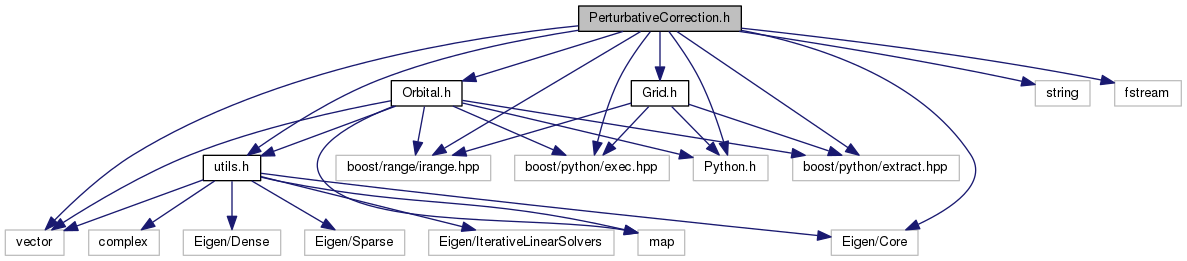 PerturbativeCorrection.h
Orbital.h
Grid.h
string
fstream
utils.h
boost/range/irange.hpp
boost/python/exec.hpp
Python.h
boost/python/extract.hpp
vector
complex
Eigen/Dense
Eigen/Sparse
Eigen/IterativeLinearSolvers
map
Eigen/Core